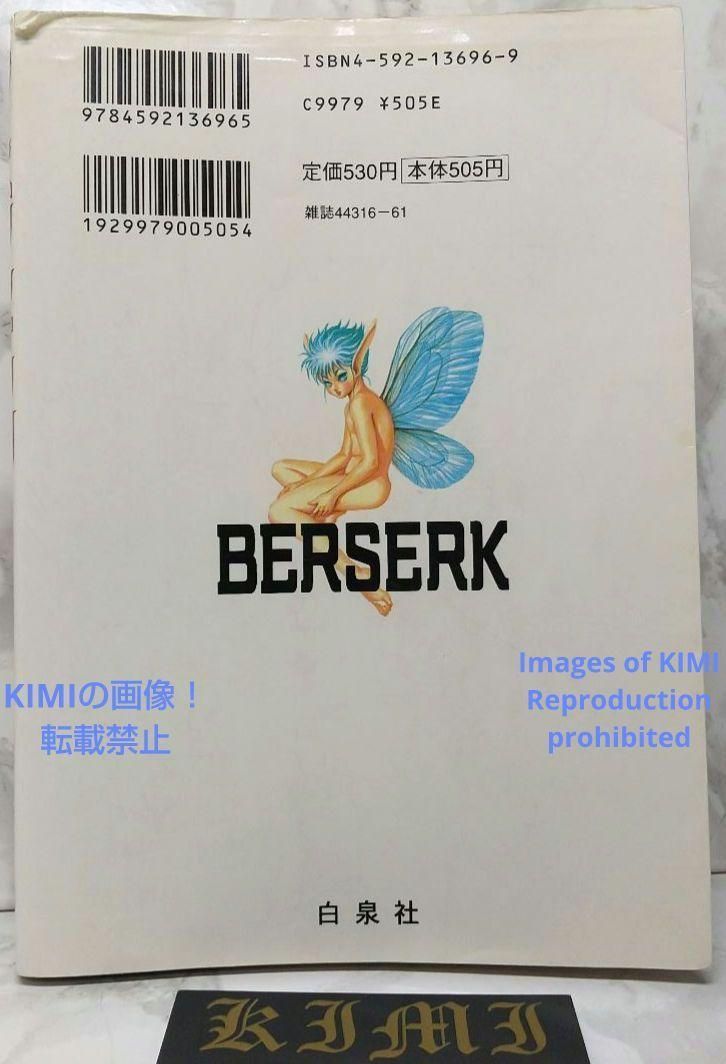 ISBN4-592-13696-9
9784592136965
C9979 ¥505E
定価530円 本体505円
雑誌44316-61
1929979005054
BERSERK
KIMIの画像！
転載禁止
Images of KIMI
Reproduction
prohibited
白泉社
KIMI